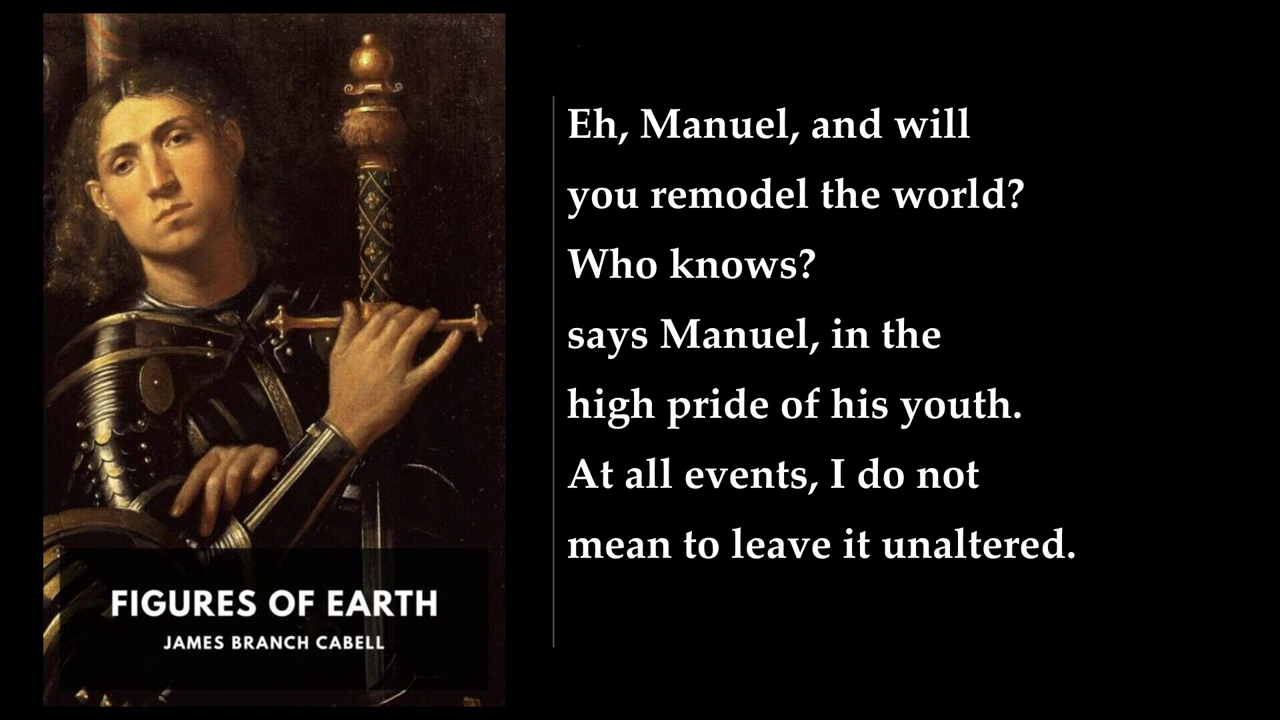 FIGURES OF EARTH
JAMES BRANCH CABELL
Eh, Manuel, and will
you remodel the world?
Who knows?
says Manuel, in the
high pride of his youth.
At all events, I do not
mean to leave it unaltered.